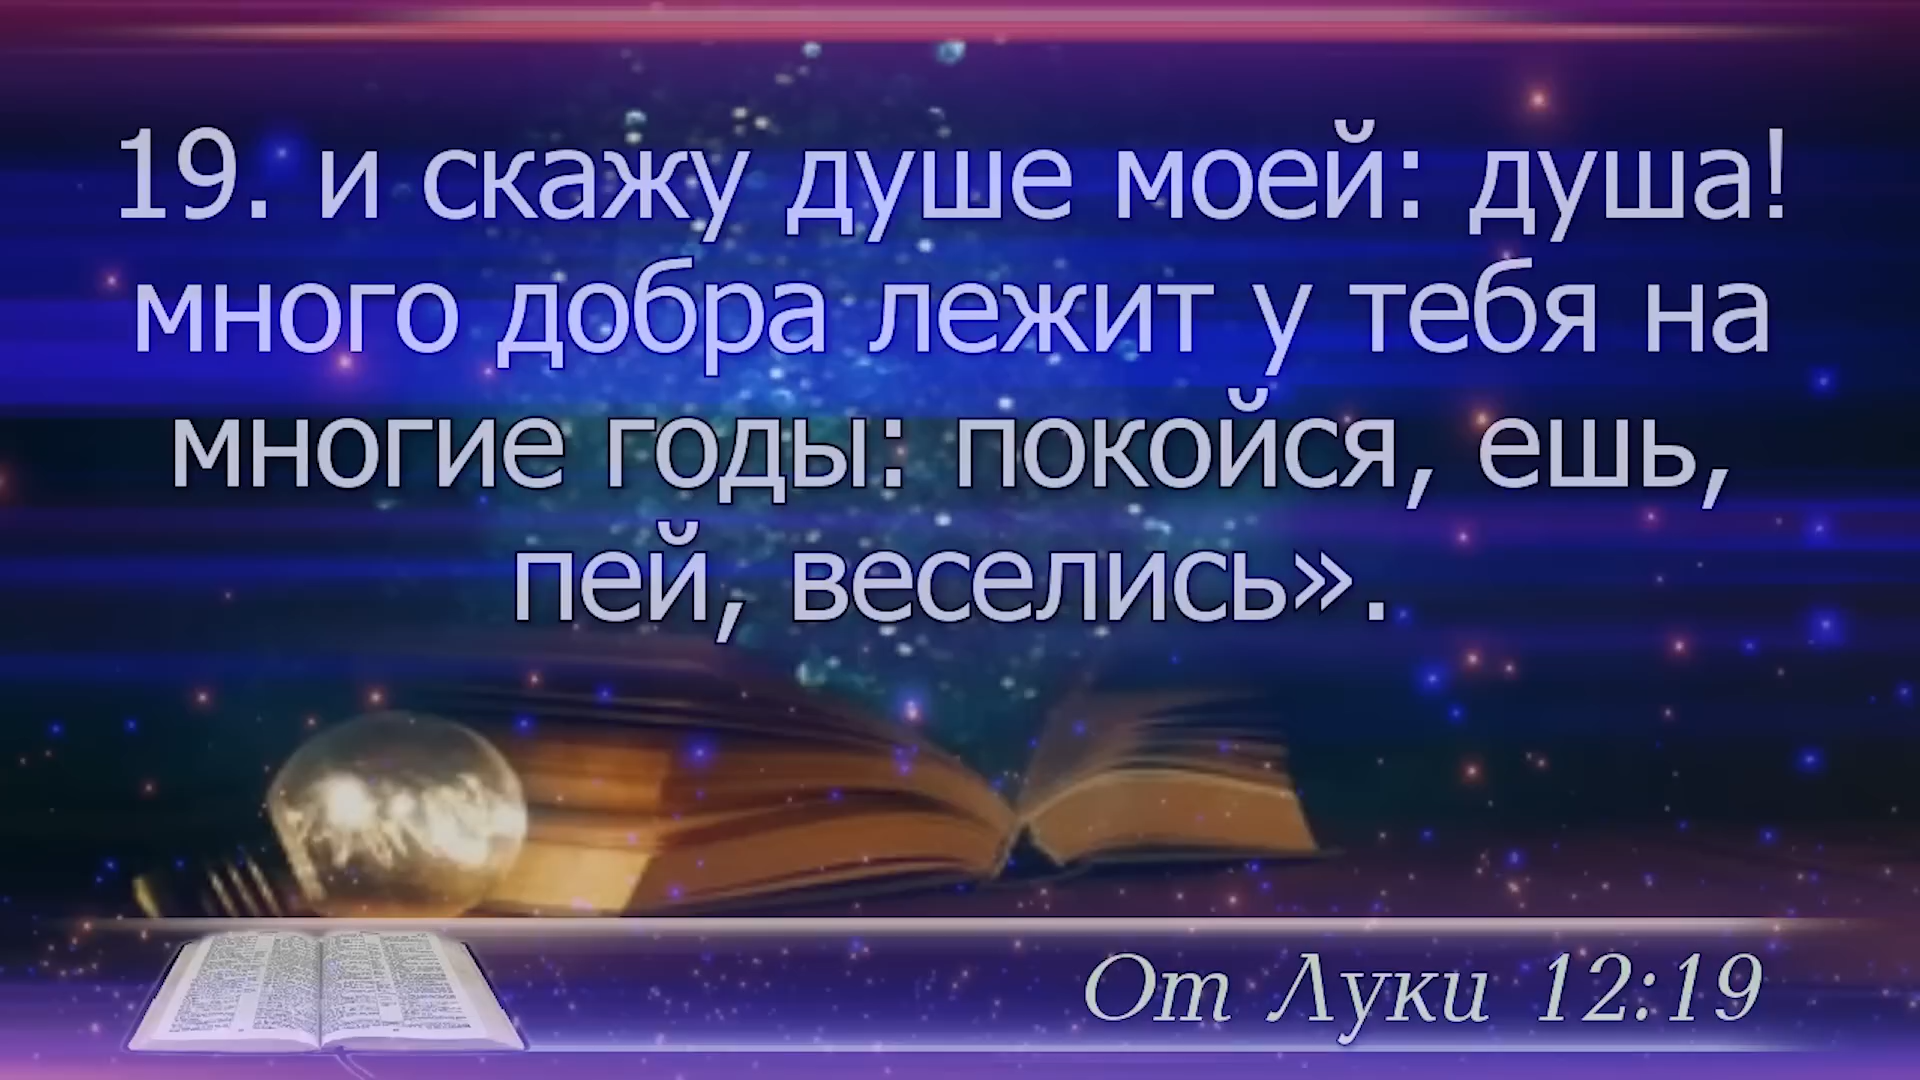 19. и скажу душе моей: душа!
много добра лежит у тебя на
многие годы: покойся, ешь,
пей, веселись».
От Луки 12:19